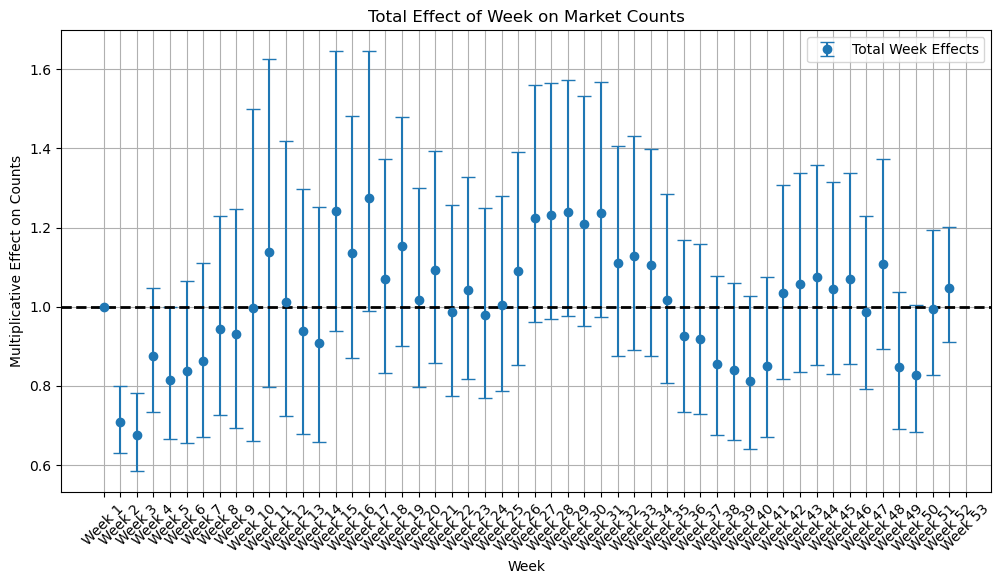 Total Effect of Week on Market Counts
Total Week Effects
Multiplicative Effect on Counts
1.6
1.4
1.2
1.0
0.8
0.6
Week 1
Week 2
Week 3
Week 4
Week 5
Week 6
Week 7
Week 8
Week 9
Week 10
Week 11
Week 12
Week 13
Week 14
Week 15
Week 16
Week 17
Week 18
Week 19
Week 20
Week 21
Week 22
Week 23
Week 24
Week 25
Week 26
Week 27
Week 28
Week 29
Week 30
Week 31
Week 32
Week 33
Week 34
Week 35
Week 36
Week 37
Week 38
Week 39
Week 40
Week 41
Week 42
Week 43
Week 44
Week 45
Week 46
Week 47
Week 48
Week 49
Week 50
Week 51
Week 52
Week 53
Week